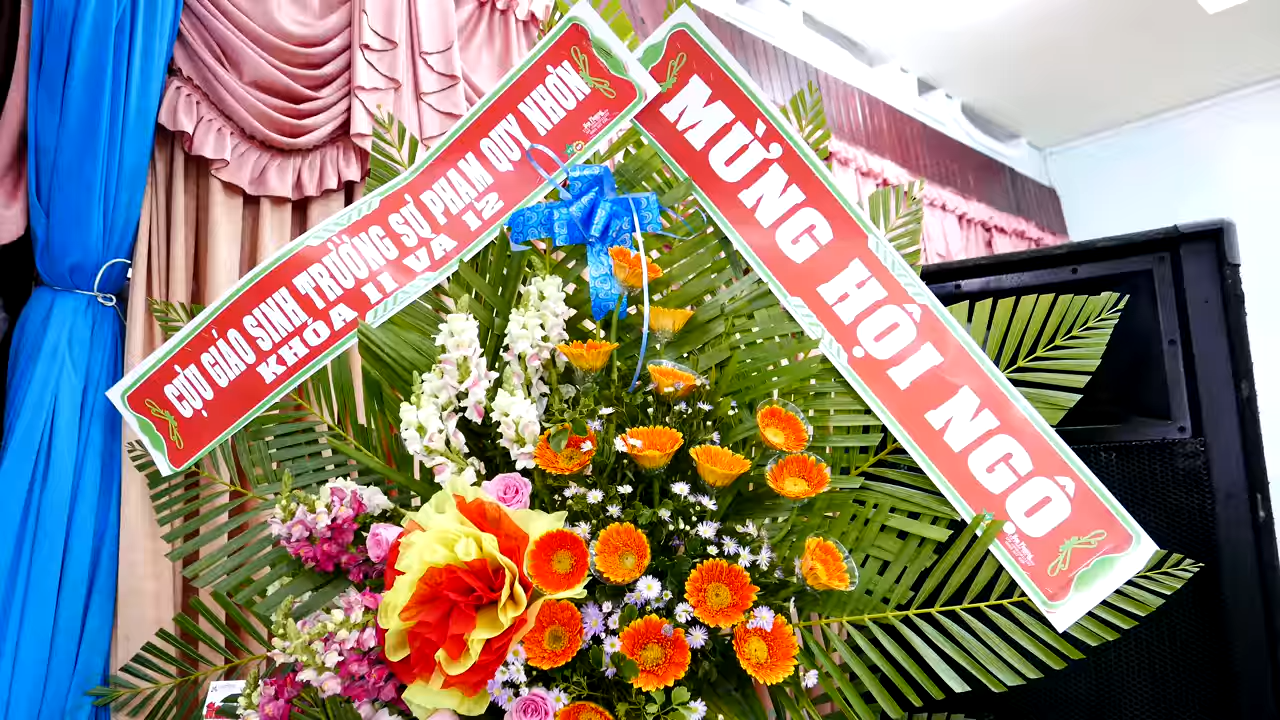 CỰU GIÁO SINH TRƯỜNG SƯ PHẠM QUY NHƠN
KHÓA 11 VÀ 12
MỪNG HỘI NGỘ